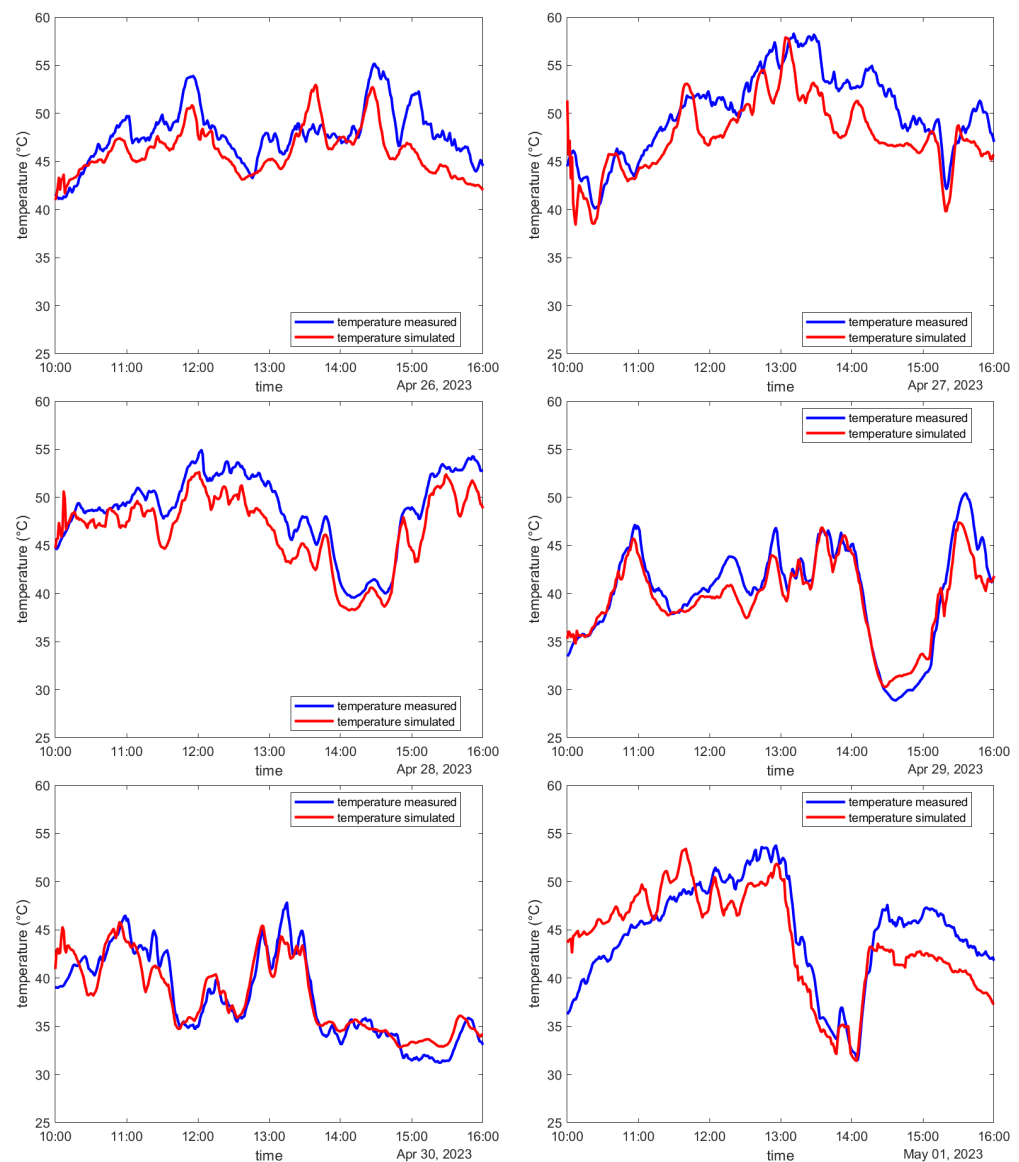 60
55
50
45
40
35
30
25
temperature (°C)
temperature measured
temperature simulated
10:00 11:00 12:00 13:00 14:00 15:00 16:00
time
Apr 26, 2023
60
55
50
45
40
35
30
25
temperature (°C)
temperature measured
temperature simulated
10:00 11:00 12:00 13:00 14:00 15:00 16:00
time
Apr 27, 2023
60
55
50
45
40
35
30
25
temperature (°C)
temperature measured
temperature simulated
10:00 11:00 12:00 13:00 14:00 15:00 16:00
time
Apr 28, 2023
60
55
50
45
40
35
30
25
temperature (°C)
temperature measured
temperature simulated
10:00 11:00 12:00 13:00 14:00 15:00 16:00
time
Apr 29, 2023
60
55
50
45
40
35
30
25
temperature (°C)
temperature measured
temperature simulated
10:00 11:00 12:00 13:00 14:00 15:00 16:00
time
Apr 30, 2023
60
55
50
45
40
35
30
25
temperature (°C)
temperature measured
temperature simulated
10:00 11:00 12:00 13:00 14:00 15:00 16:00
time
May 01, 2023